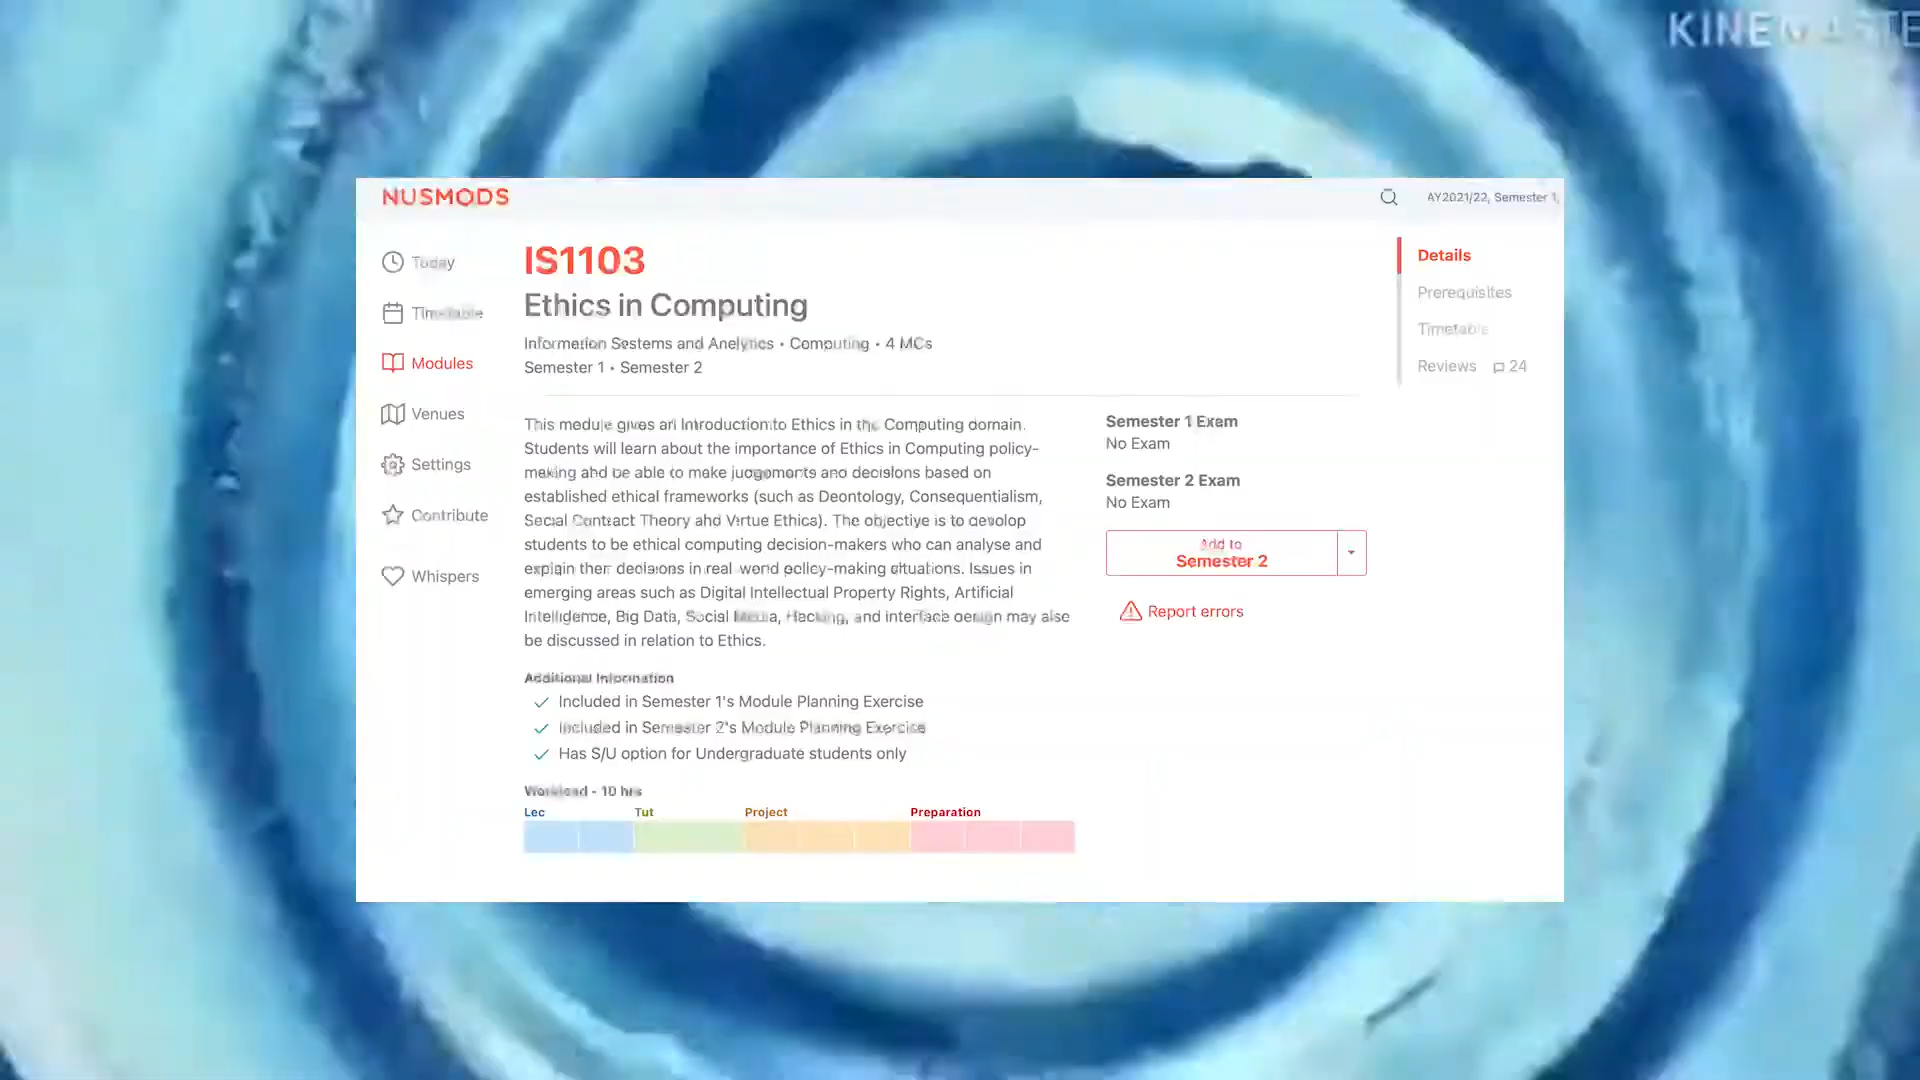 KINEMASTE
NUSMODS
AY2021/22, Semester 1,
Today
Timetable
Modules
Venues
Settings
Contribute
Whispers
IS1103
Ethics in Computing
Information Systems and Analytics • Computing • 4 MCs
Semester 1 • Semester 2
This module gives an Introduction to Ethics in the Computing domain.
Students will learn about the importance of Ethics in Computing policy-
making and be able to make judgements and decisions based on
established ethical frameworks (such as Deontology, Consequentialism,
Social Contract Theory and Virtue Ethics). The objective is to develop
students to be ethical computing decision-makers who can analyse and
explain their decisions in real-world policy-making situations. Issues in
emerging areas such as Digital Intellectual Property Rights, Artificial
Intelligence, Big Data, Social Media, Hacking, and interface design may also
be discussed in relation to Ethics.
Additional Information
Included in Semester 1's Module Planning Exercise
Included in Semester 2's Module Planning Exercise
Has S/U option for Undergraduate students only
Workload - 10 hrs
Lec Tut Project Preparation
Semester 1 Exam
No Exam
Semester 2 Exam
No Exam
Add to
Semester 2
Report errors
Details
Prerequisites
Timetable
Reviews 24